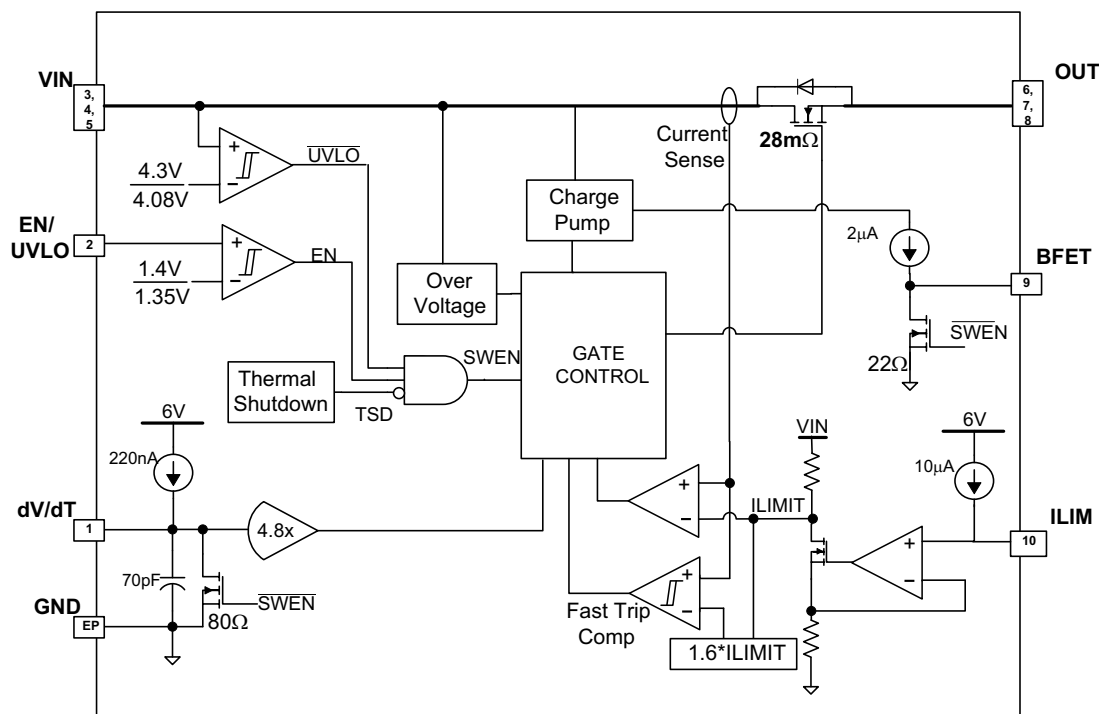 VIN
3,
4,
5
OUT
6,
7,
8
Current
Sense
28mΩ
+
−
UVLO
4.3V
4.08V
Charge
Pump
EN/
UVLO
2
+
−
EN
1.4V
1.35V
Over
Voltage
2μA
BFET
9
SWEN
22Ω
GATE
CONTROL
SWEN
Thermal
Shutdown
TSD
6V
220nA
dV/dT
1
4.8x
70pF
SWEN
80Ω
GND
EP
VIN
6V
10μA
+
−
ILIMIT
ILIM
10
+
−
+
−
Fast Trip
Comp
1.6*ILIMIT